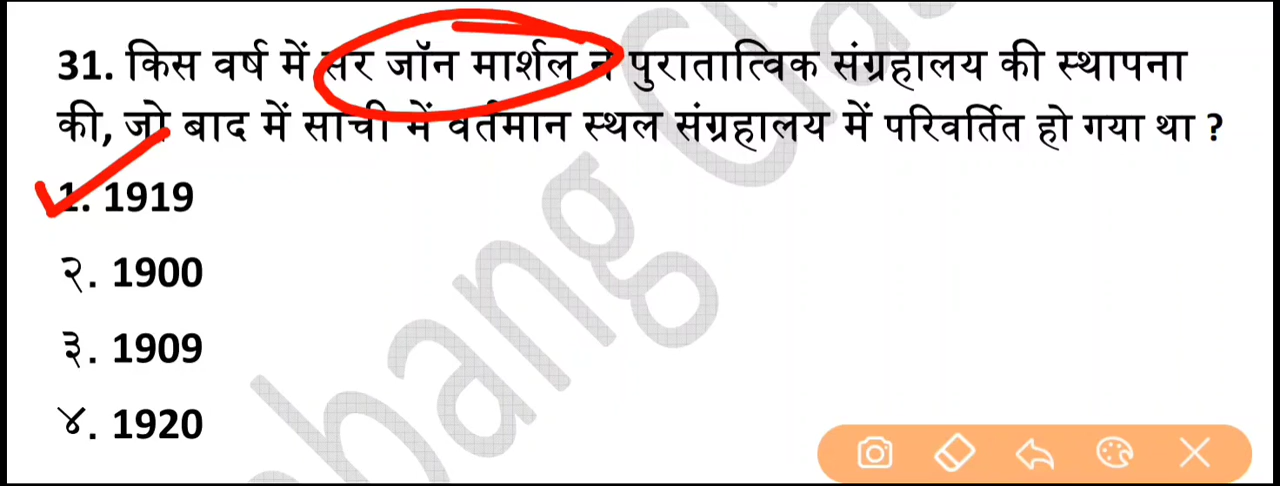 31. किस वर्ष में सर जॉन मार्शल ने पुरातात्विक संग्रहालय की स्थापना
की, जो बाद में सांची में वर्तमान स्थल संग्रहालय में परिवर्तित हो गया था ?
1. 1919
२. 1900
३. 1909
४. 1920